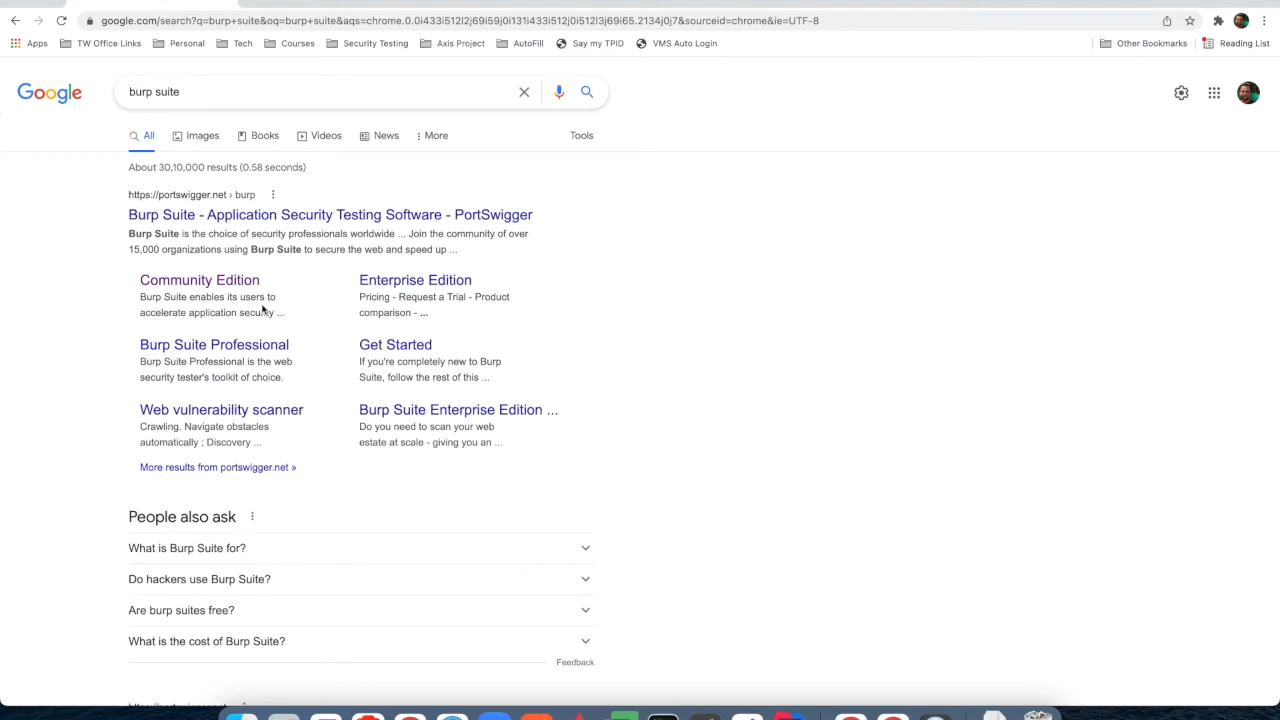 google.com/search?q=burp+suite&oq=burp+suite&aqs=chrome.0.0i433i512l2j69i59j0i131i433i512j0i512l3j69i65.2134j0j7&sourceid=chrome&ie=UTF-8
Apps TW Office Links Personal Tech Courses Security Testing Axis Project AutoFill Say my TPID VMS Auto Login Other Bookmarks Reading List
Google burp suite
All Images Books Videos News More Tools
About 30,10,000 results (0.58 seconds)
https://portswigger.net › burp
Burp Suite - Application Security Testing Software - PortSwigger
Burp Suite is the choice of security professionals worldwide ... Join the community of over
15,000 organizations using Burp Suite to secure the web and speed up ...
Community Edition
Burp Suite enables its users to
accelerate application security ...
Enterprise Edition
Pricing - Request a Trial - Product
comparison - ...
Burp Suite Professional
Burp Suite Professional is the web
security tester's toolkit of choice.
Get Started
If you're completely new to Burp
Suite, follow the rest of this ...
Web vulnerability scanner
Crawling. Navigate obstacles
automatically ; Discovery ...
Burp Suite Enterprise Edition ...
Do you need to scan your web
estate at scale - giving you an ...
More results from portswigger.net »
People also ask
What is Burp Suite for?
Do hackers use Burp Suite?
Are burp suites free?
What is the cost of Burp Suite?
Feedback